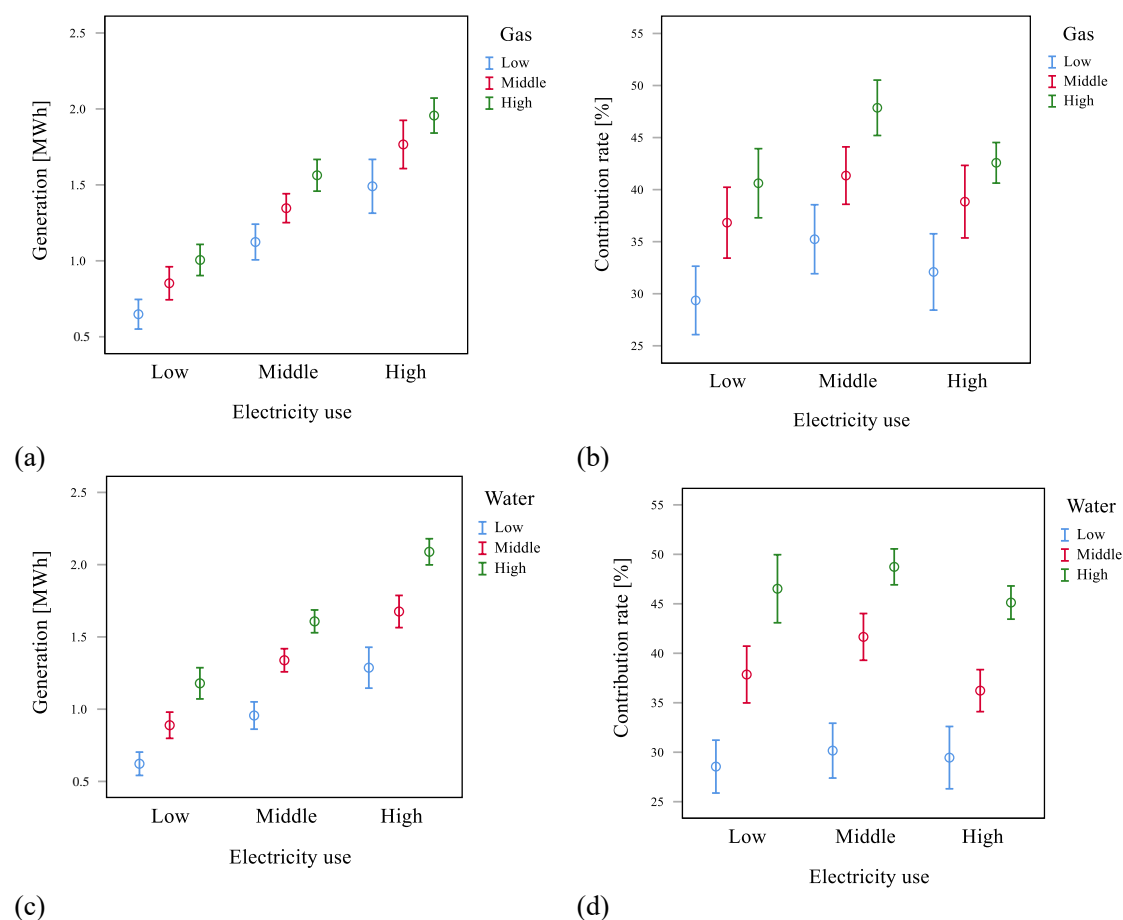 Generation [MWh]
2.5
2.0
1.5
1.0
0.5
Low
Middle
High
Electricity use
Gas
Low
Middle
High
(a)
Contribution rate [%]
55
50
45
40
35
30
25
Low
Middle
High
Electricity use
Gas
Low
Middle
High
(b)
Generation [MWh]
2.5
2.0
1.5
1.0
0.5
Low
Middle
High
Electricity use
Water
Low
Middle
High
(c)
Contribution rate [%]
55
50
45
40
35
30
25
Low
Middle
High
Electricity use
Water
Low
Middle
High
(d)